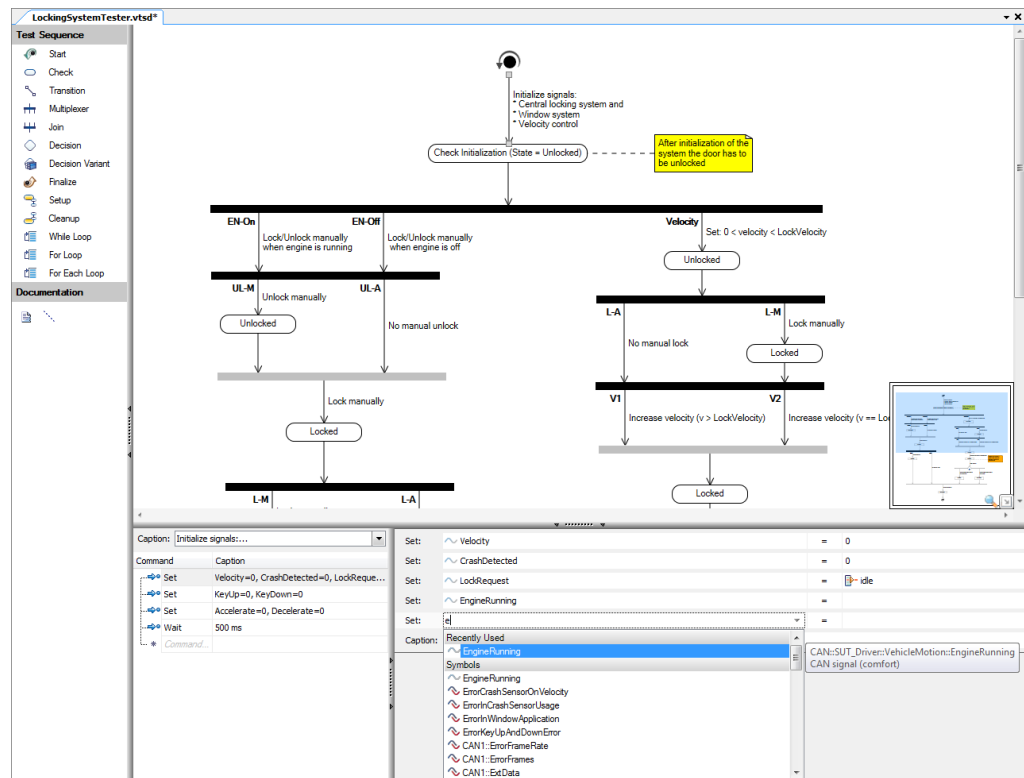 LockingSystemTester.vtsd*
Test Sequence
Start
Check
Transition
Multiplexer
Join
Decision
Decision Variant
Finalize
Setup
Cleanup
While Loop
For Loop
For Each Loop
Documentation
Initialize signals:
* Central locking system and
* Window system
* Velocity control
Check Initialization (State = Unlocked)
After initialization of the
system the door has to
be unlocked
EN-On
EN-Off
Velocity
Lock/Unlock manually
when engine is running
Lock/Unlock manually
when engine is off
Set: 0 < velocity < LockVelocity
Unlocked
UL-M
UL-A
Unlock manually
Unlocked
No manual unlock
L-A
L-M
Lock manually
No manual lock
Locked
V1
V2
Increase velocity (v > LockVelocity)
Increase velocity (v == Loc
Lock manually
Locked
Locked
L-M
L-A
Caption: Initialize signals:...
Command Caption
Set Velocity=0, CrashDetected=0, LockReque...
Set KeyUp=0, KeyDown=0
Set Accelerate=0, Decelerate=0
Wait 500 ms
* Command...
Set: Velocity = 0
Set: CrashDetected = 0
Set: LockRequest = idle
Set: EngineRunning =
Set: e =
Caption:
Recently Used
EngineRunning
Symbols
EngineRunning
ErrorCrashSensorOnVelocity
ErrorInCrashSensorUsage
ErrorInWindowApplication
ErrorKeyUpAndDownError
CAN1::ErrorFrameRate
CAN1::ErrorFrames
CAN1::ExtData
CAN::SUT_Driver::VehicleMotion::EngineRunning
CAN signal (comfort)